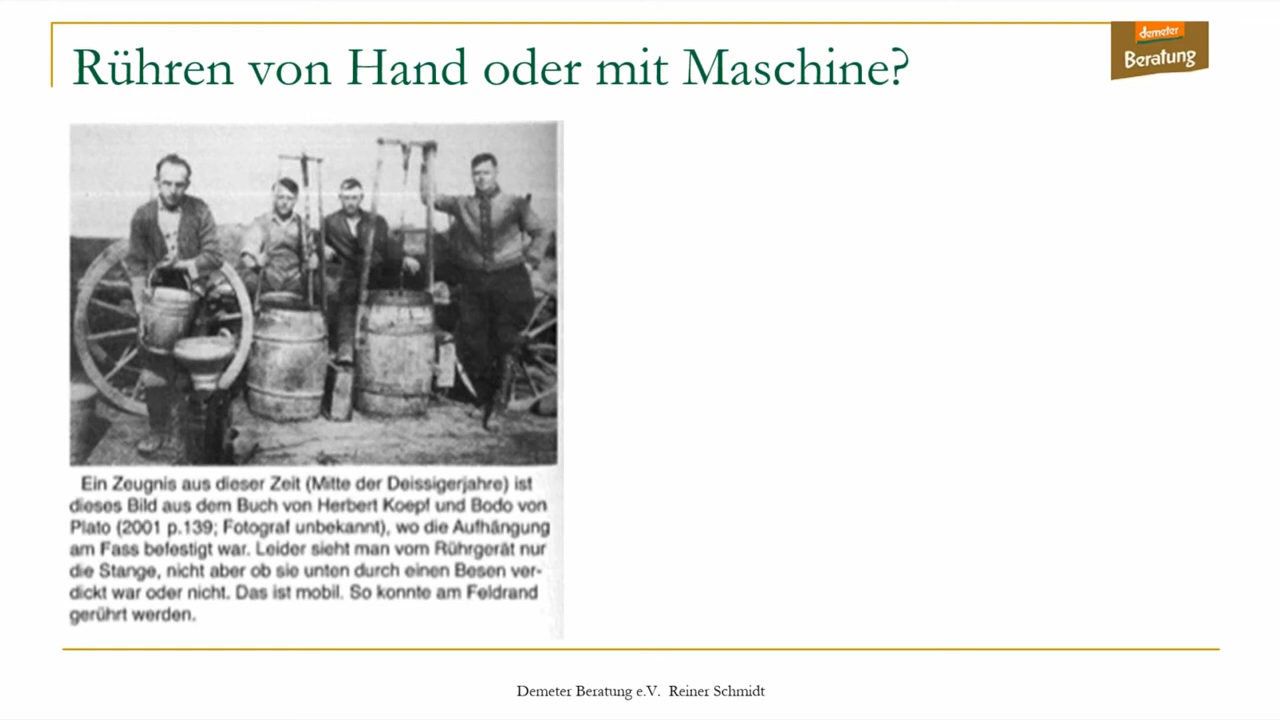 Rühren von Hand oder mit Maschine?
demeter
Beratung
Ein Zeugnis aus dieser Zeit (Mitte der Deissigerjahre) ist
dieses Bild aus dem Buch von Herbert Koepf und Bodo von
Plato (2001 p.139; Fotograf unbekannt), wo die Aufhängung
am Fass befestigt war. Leider sieht man vom Rührgerät nur
die Stange, nicht aber ob sie unten durch einen Besen ver-
dickt war oder nicht. Das ist mobil. So konnte am Feldrand
gerührt werden.
Demeter Beratung e.V. Reiner Schmidt